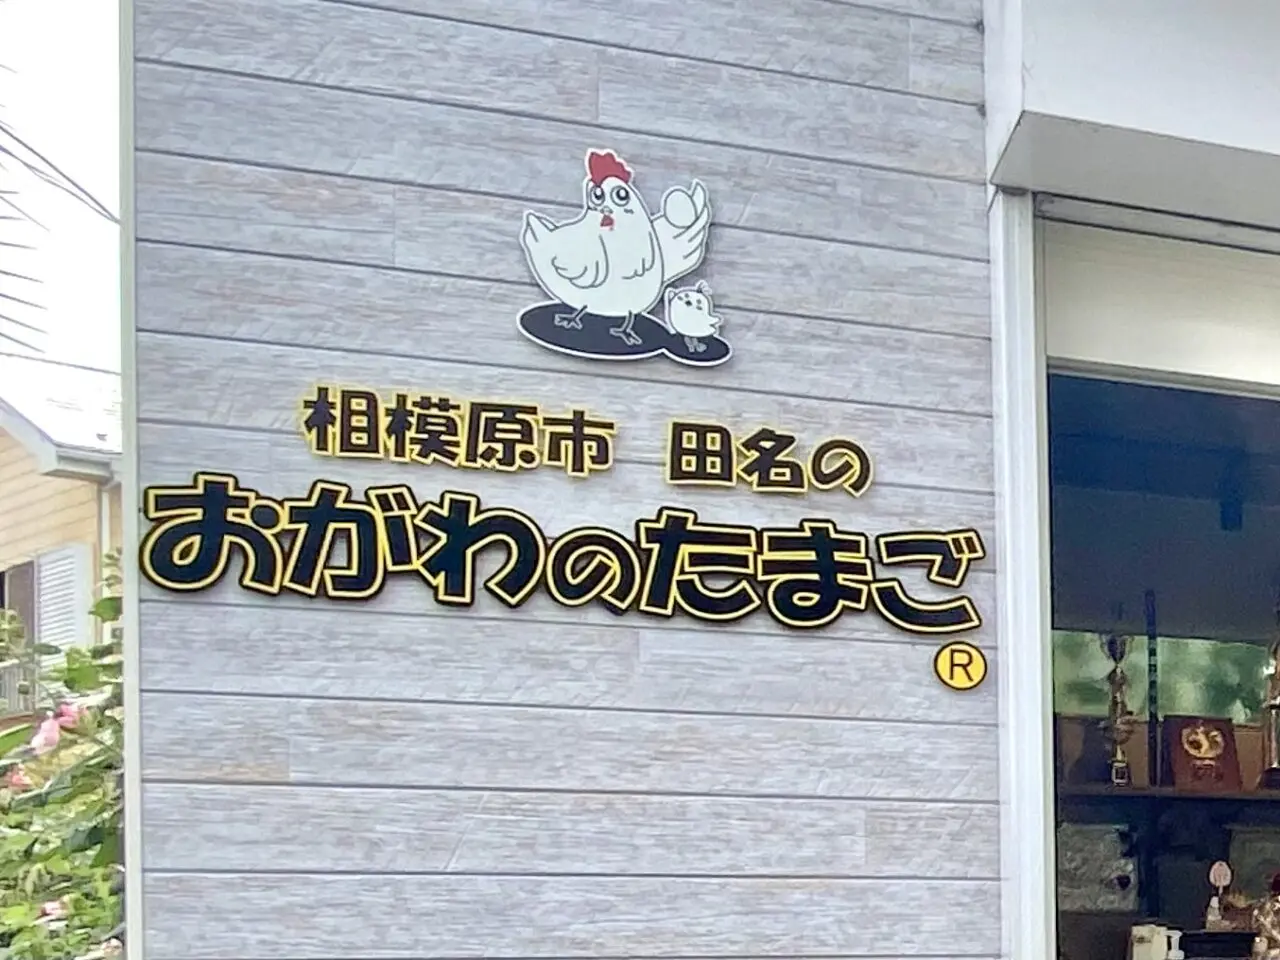 相模原市 田名の
おがわのたまご
®